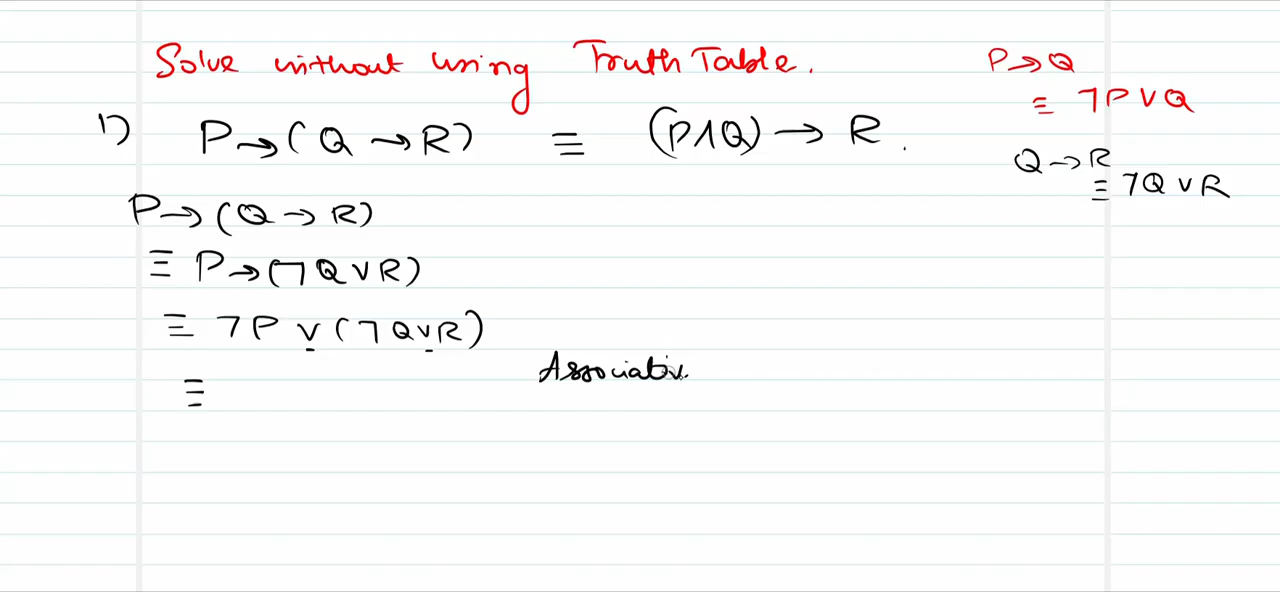 Solve without using Truth Table.
P→Q
≡ ¬P∨Q
1) P→(Q→R) ≡ (P∧Q)→R.
Q→R
≡ ¬Q∨R
P→(Q→R)
≡ P→(¬Q∨R)
≡ ¬P∨(¬Q∨R)
≡ Associativ